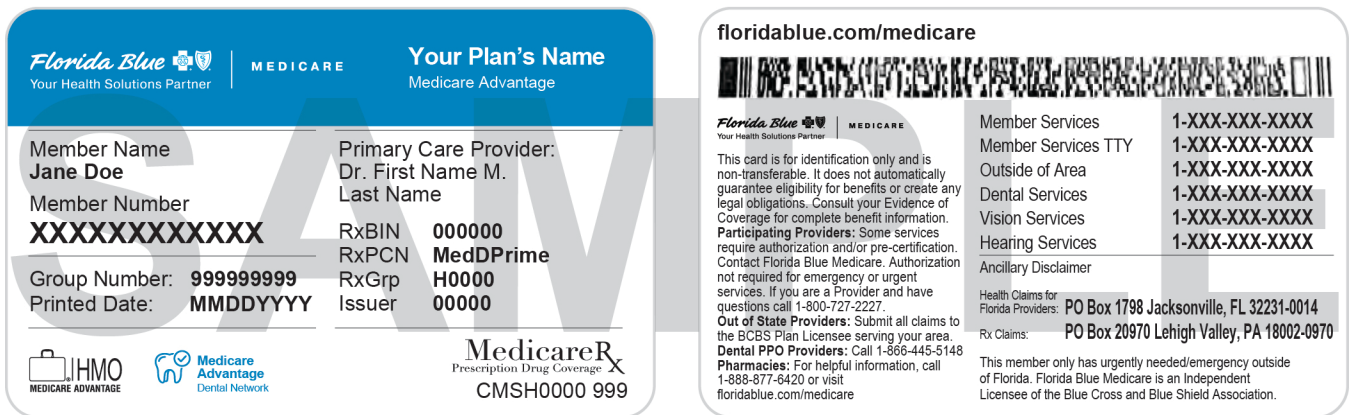 Florida Blue
Your Health Solutions Partner
MEDICARE
Your Plan's Name
Medicare Advantage
Member Name
Jane Doe
Member Number
XXXXXXXXXXXX
Group Number: 999999999
Printed Date: MMDDYYYY
Primary Care Provider:
Dr. First Name M.
Last Name
RxBIN 000000
RxPCN MedDPrime
RxGrp H0000
Issuer 00000
HMO
MEDICARE ADVANTAGE
Medicare
Advantage
Dental Network
MedicareRx
Prescription Drug Coverage
CMSH0000 999
SAMPLE
floridablue.com/medicare
Florida Blue
Your Health Solutions Partner
MEDICARE
This card is for identification only and is
non-transferable. It does not automatically
guarantee eligibility for benefits or create any
legal obligations. Consult your Evidence of
Coverage for complete benefit information.
Participating Providers: Some services
require authorization and/or pre-certification.
Contact Florida Blue Medicare. Authorization
not required for emergency or urgent
services. If you are a Provider and have
questions call 1-800-727-2227.
Out of State Providers: Submit all claims to
the BCBS Plan Licensee serving your area.
Dental PPO Providers: Call 1-866-445-5148
Pharmacies: For helpful information, call
1-888-877-6420 or visit
floridablue.com/medicare
Member Services 1-XXX-XXX-XXXX
Member Services TTY 1-XXX-XXX-XXXX
Outside of Area 1-XXX-XXX-XXXX
Dental Services 1-XXX-XXX-XXXX
Vision Services 1-XXX-XXX-XXXX
Hearing Services 1-XXX-XXX-XXXX
Ancillary Disclaimer
Health Claims for
Florida Providers: PO Box 1798 Jacksonville, FL 32231-0014
Rx Claims: PO Box 20970 Lehigh Valley, PA 18002-0970
This member only has urgently needed/emergency outside
of Florida. Florida Blue Medicare is an Independent
Licensee of the Blue Cross and Blue Shield Association.